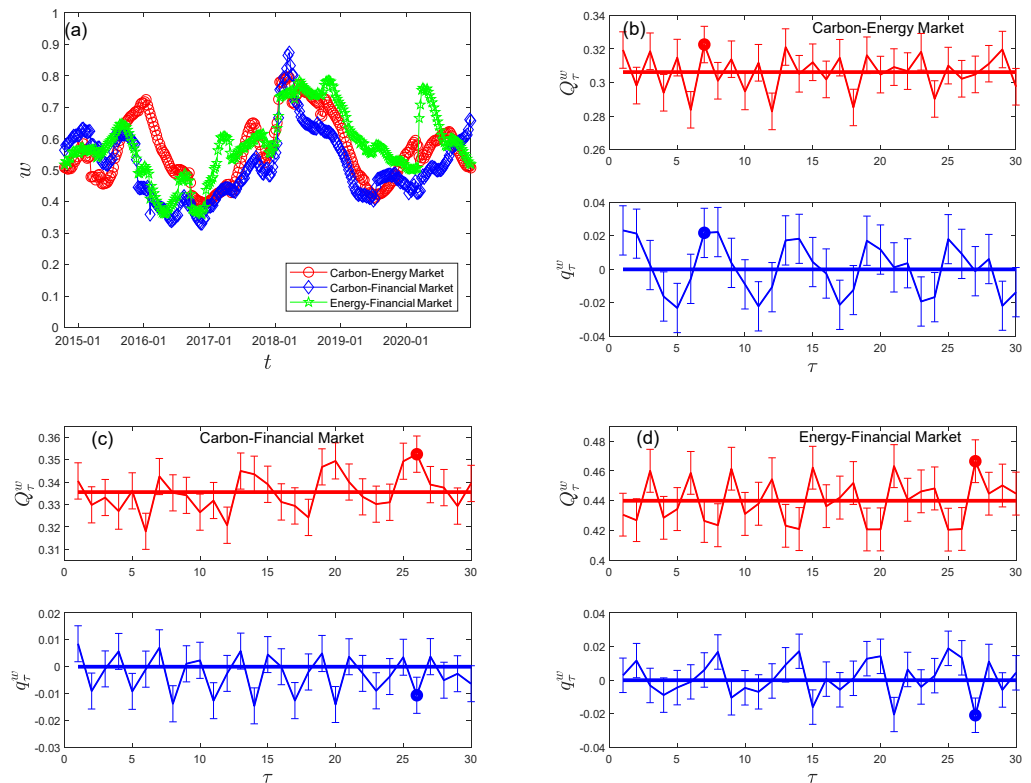 (a)
1
0.9
0.8
0.7
0.6
0.5
0.4
0.3
0.2
0.1
0
w
Carbon-Energy Market
Carbon-Financial Market
Energy-Financial Market
2015-01 2016-01 2017-01 2018-01 2019-01 2020-01
t
(b) Carbon-Energy Market
0.34
0.32
0.3
0.28
0.26
Q_τ^w
0 5 10 15 20 25 30
0.04
0.02
0
-0.02
-0.04
q_τ^w
0 5 10 15 20 25 30
τ
(c) Carbon-Financial Market
0.36
0.35
0.34
0.33
0.32
0.31
Q_τ^w
0 5 10 15 20 25 30
0.02
0.01
0
-0.01
-0.02
-0.03
q_τ^w
0 5 10 15 20 25 30
τ
(d) Energy-Financial Market
0.48
0.46
0.44
0.42
0.4
Q_τ^w
0 5 10 15 20 25 30
0.04
0.02
0
-0.02
-0.04
q_τ^w
0 5 10 15 20 25 30
τ